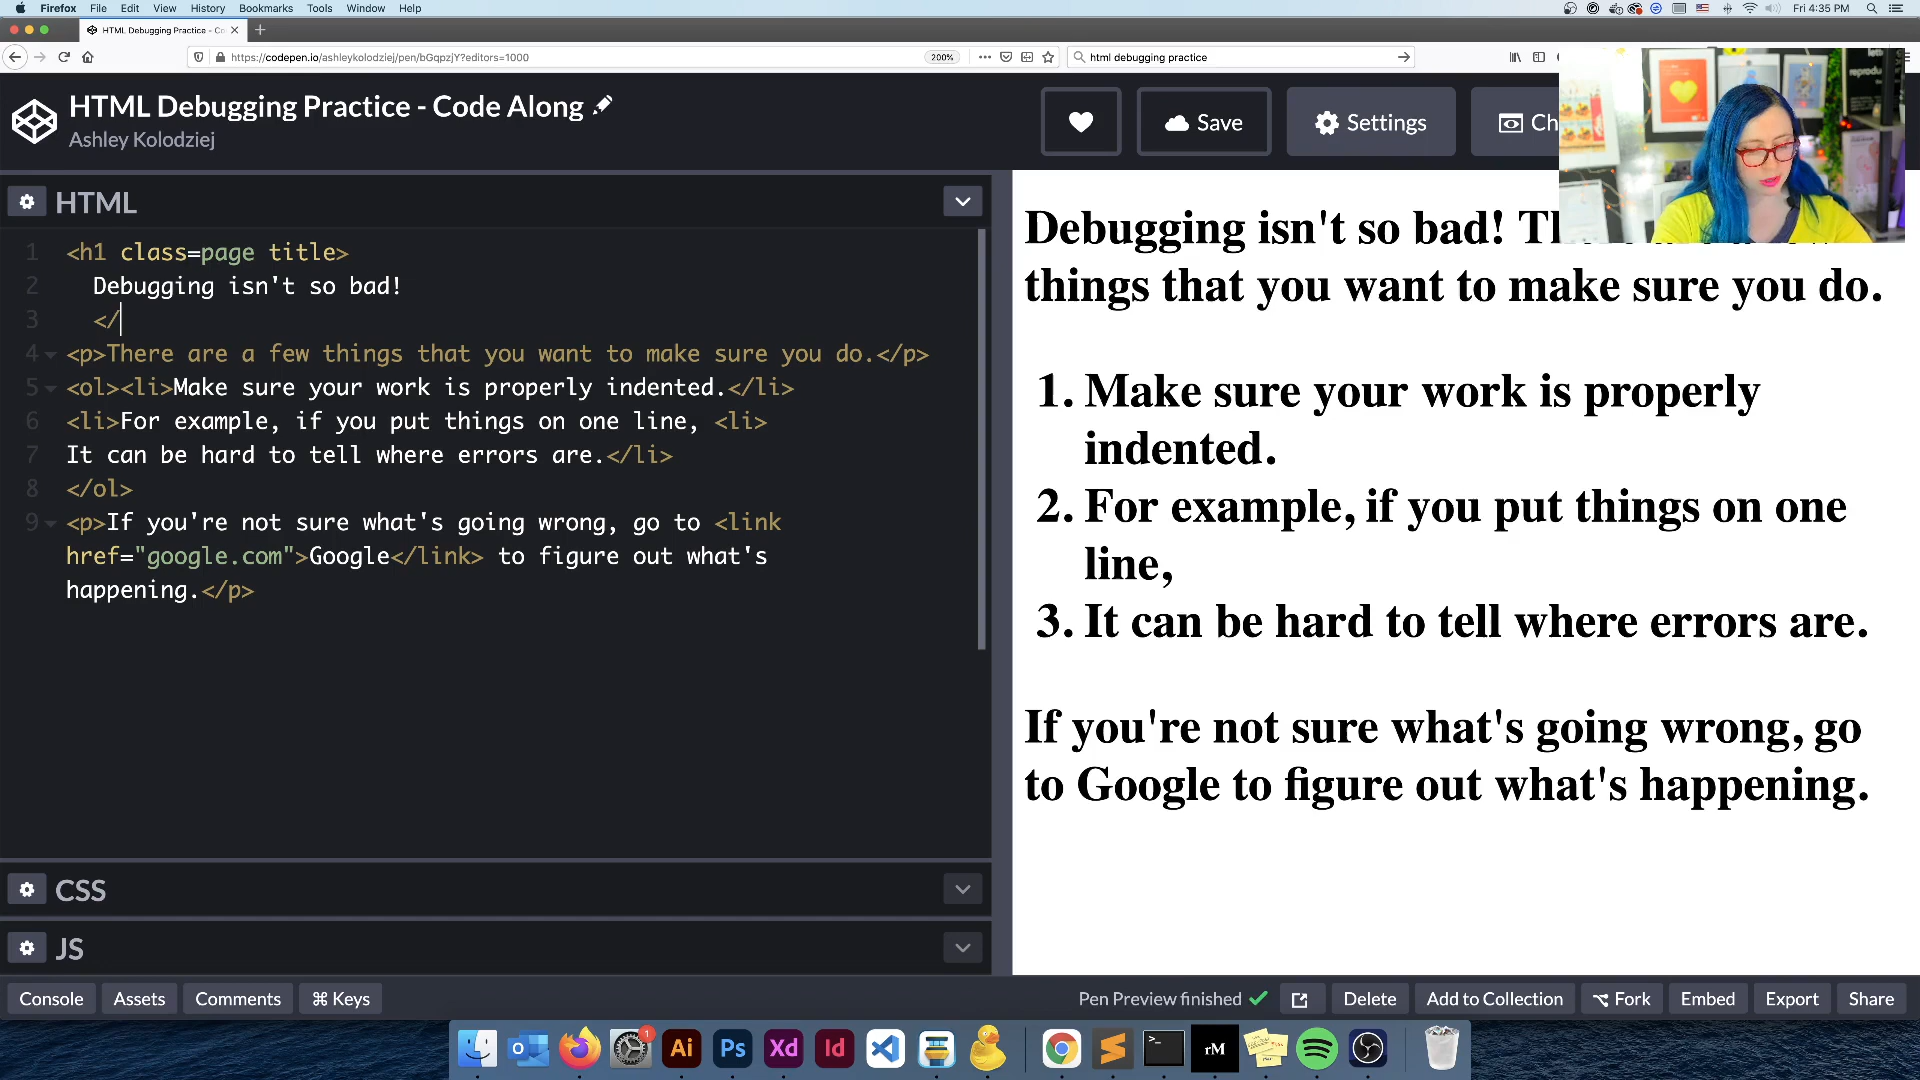 Firefox File Edit View History Bookmarks Tools Window Help Fri 4:35 PM
HTML Debugging Practice - Co
https://codepen.io/ashleykolodziej/pen/bGqpzjY?editors=1000 200% html debugging practice
HTML Debugging Practice - Code Along
Ashley Kolodziej
Save Settings Ch
HTML
1 <h1 class=page title>
2 Debugging isn't so bad!
3 </
4 <p>There are a few things that you want to make sure you do.</p>
5 <ol><li>Make sure your work is properly indented.</li>
6 <li>For example, if you put things on one line, <li>
7 It can be hard to tell where errors are.</li>
8 </ol>
9 <p>If you're not sure what's going wrong, go to <link
href="google.com">Google</link> to figure out what's
happening.</p>
Debugging isn't so bad!
things that you want to make sure you do.
1. Make sure your work is properly
indented.
2. For example, if you put things on one
line,
3. It can be hard to tell where errors are.
If you're not sure what's going wrong, go
to Google to figure out what's happening.
CSS
JS
Console Assets Comments ⌘ Keys Pen Preview finished Delete Add to Collection Fork Embed Export Share
1 Ai Ps Xd Id >_ rM